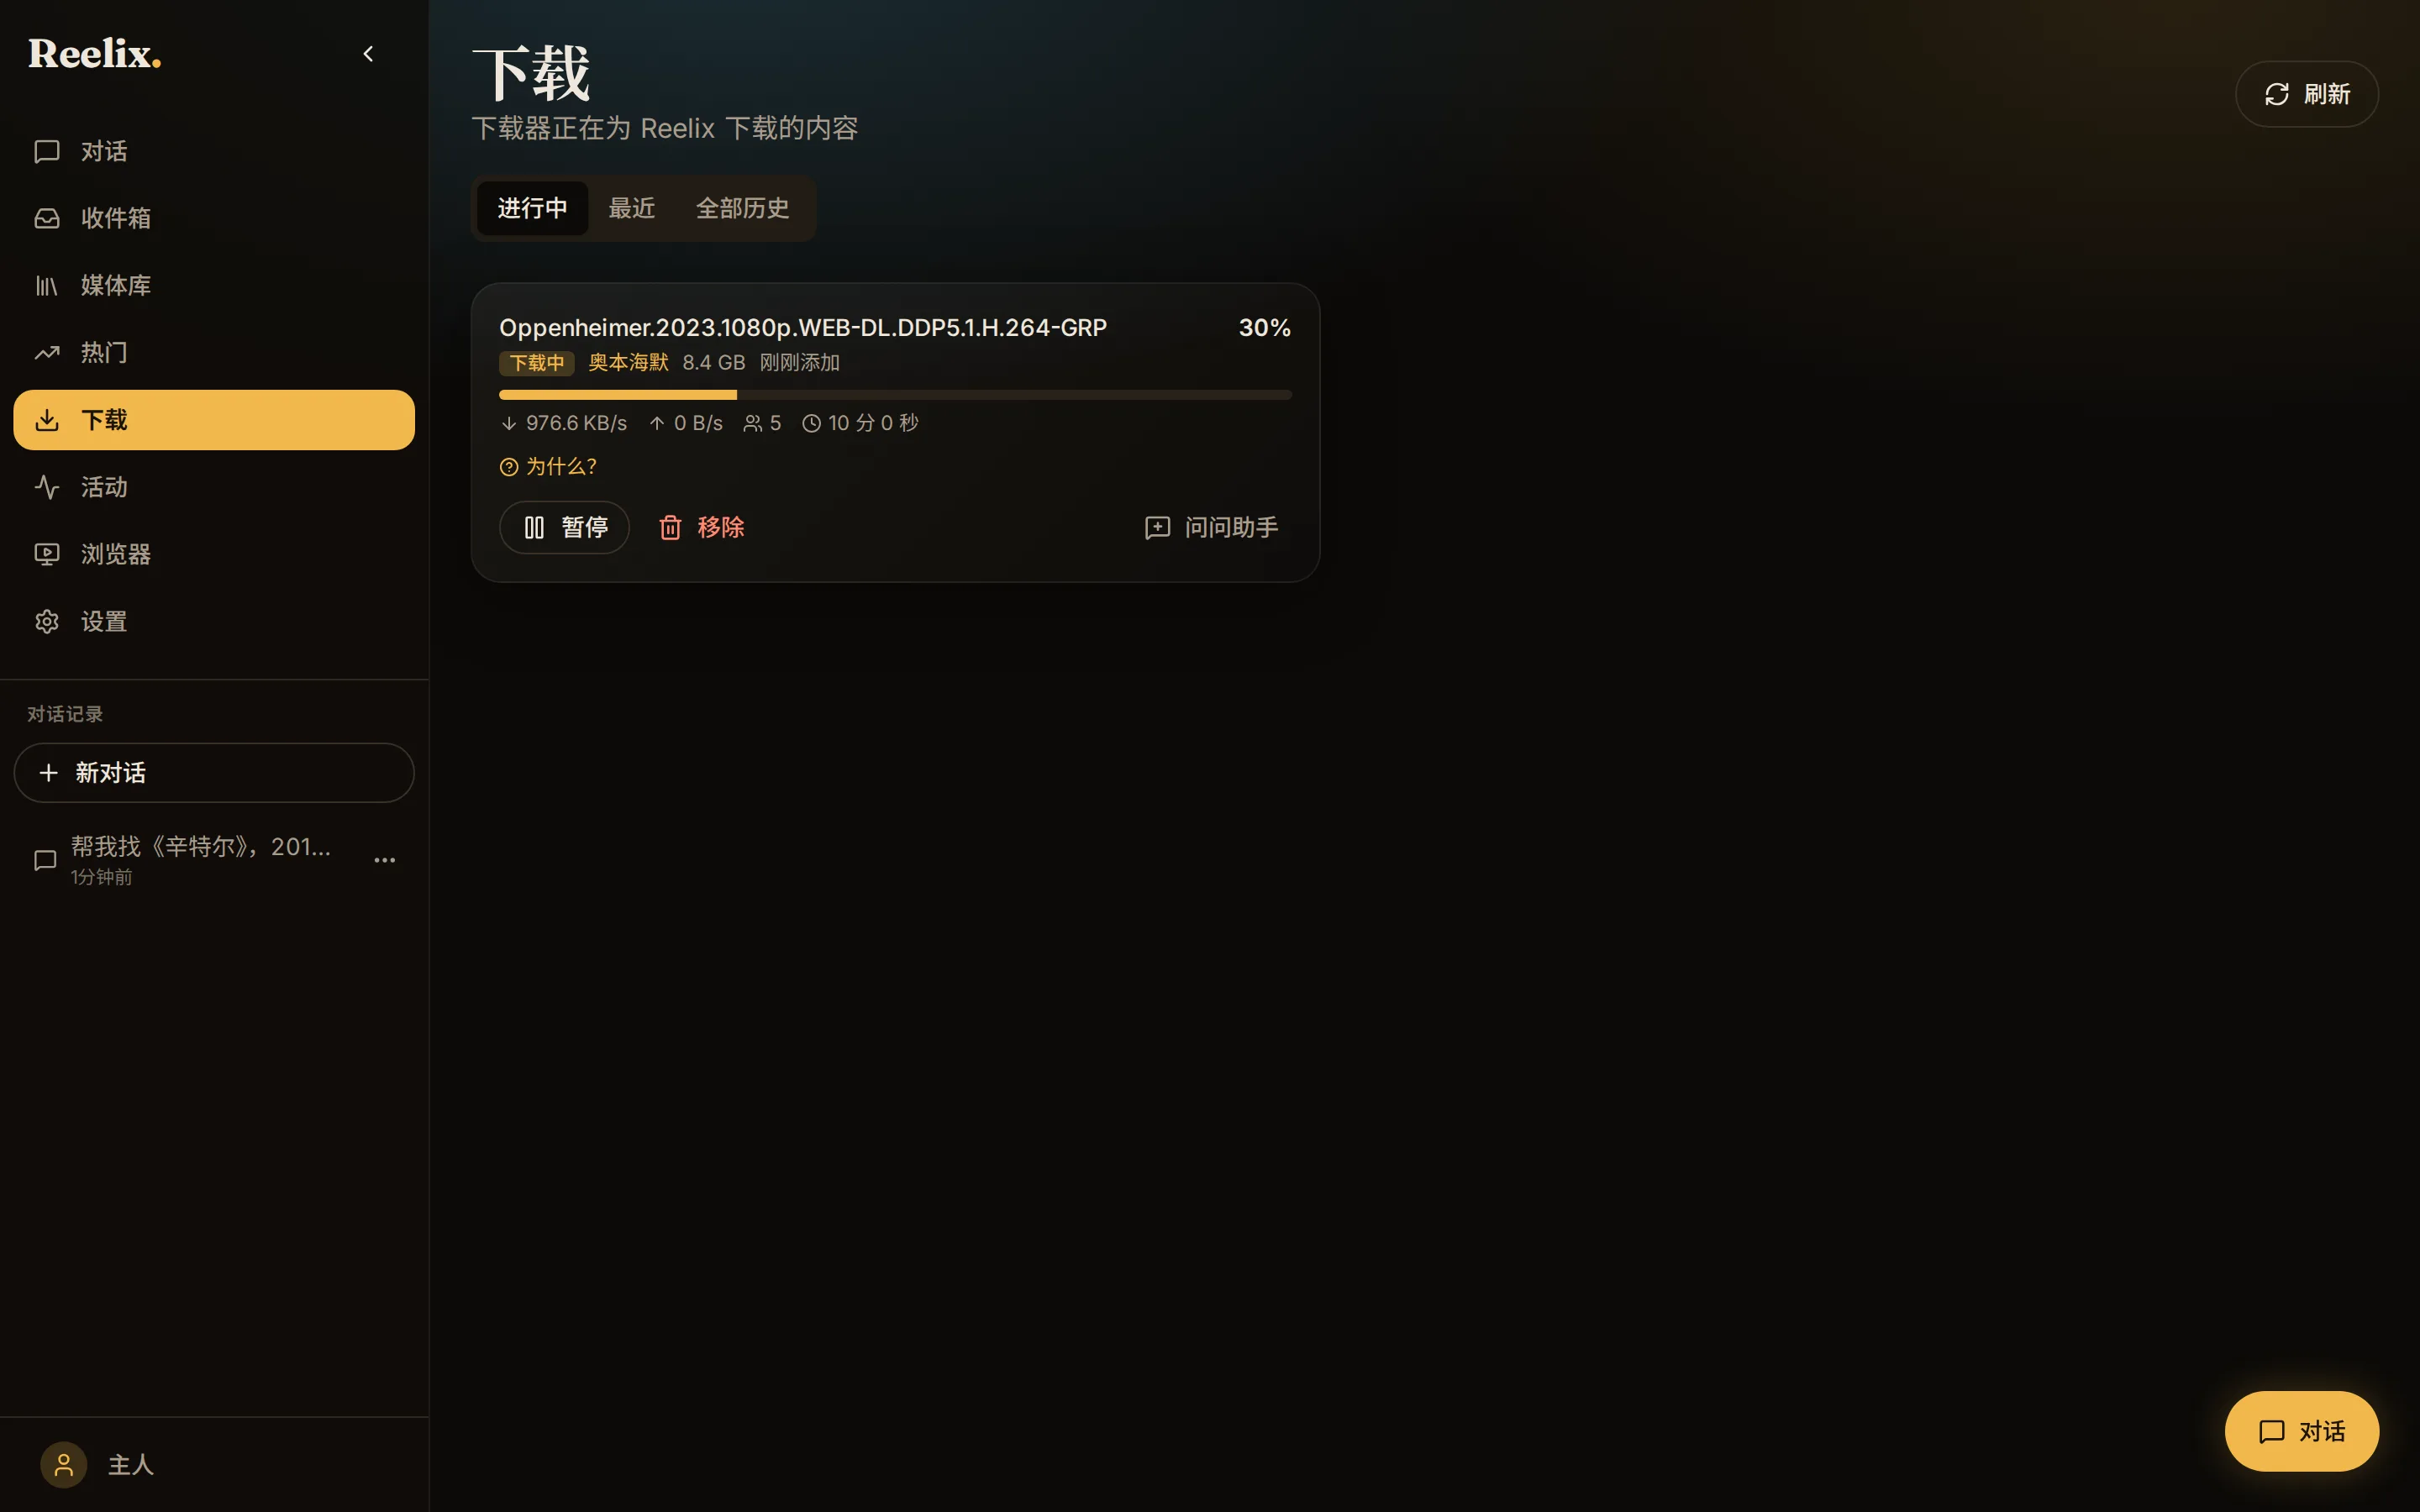 Reelix.
对话
收件箱
媒体库
热门
下载
活动
浏览器
设置
对话记录
新对话
帮我找《辛特尔》，201...
1分钟前
主人
下载
下载器正在为 Reelix 下载的内容
刷新
进行中 最近 全部历史
Oppenheimer.2023.1080p.WEB-DL.DDP5.1.H.264-GRP 30%
下载中 奥本海默 8.4 GB 刚刚添加
976.6 KB/s 0 B/s 5 10 分 0 秒
为什么？
暂停 移除 问问助手
对话